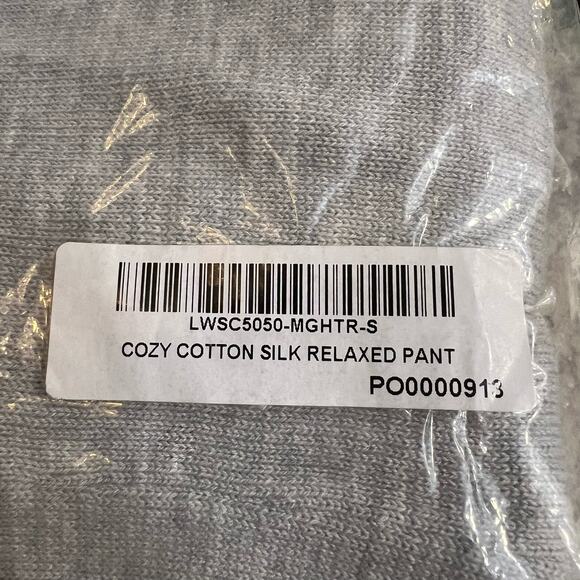 LWSC5050-MGHTR-S
COZY COTTON SILK RELAXED PANT
PO0000913